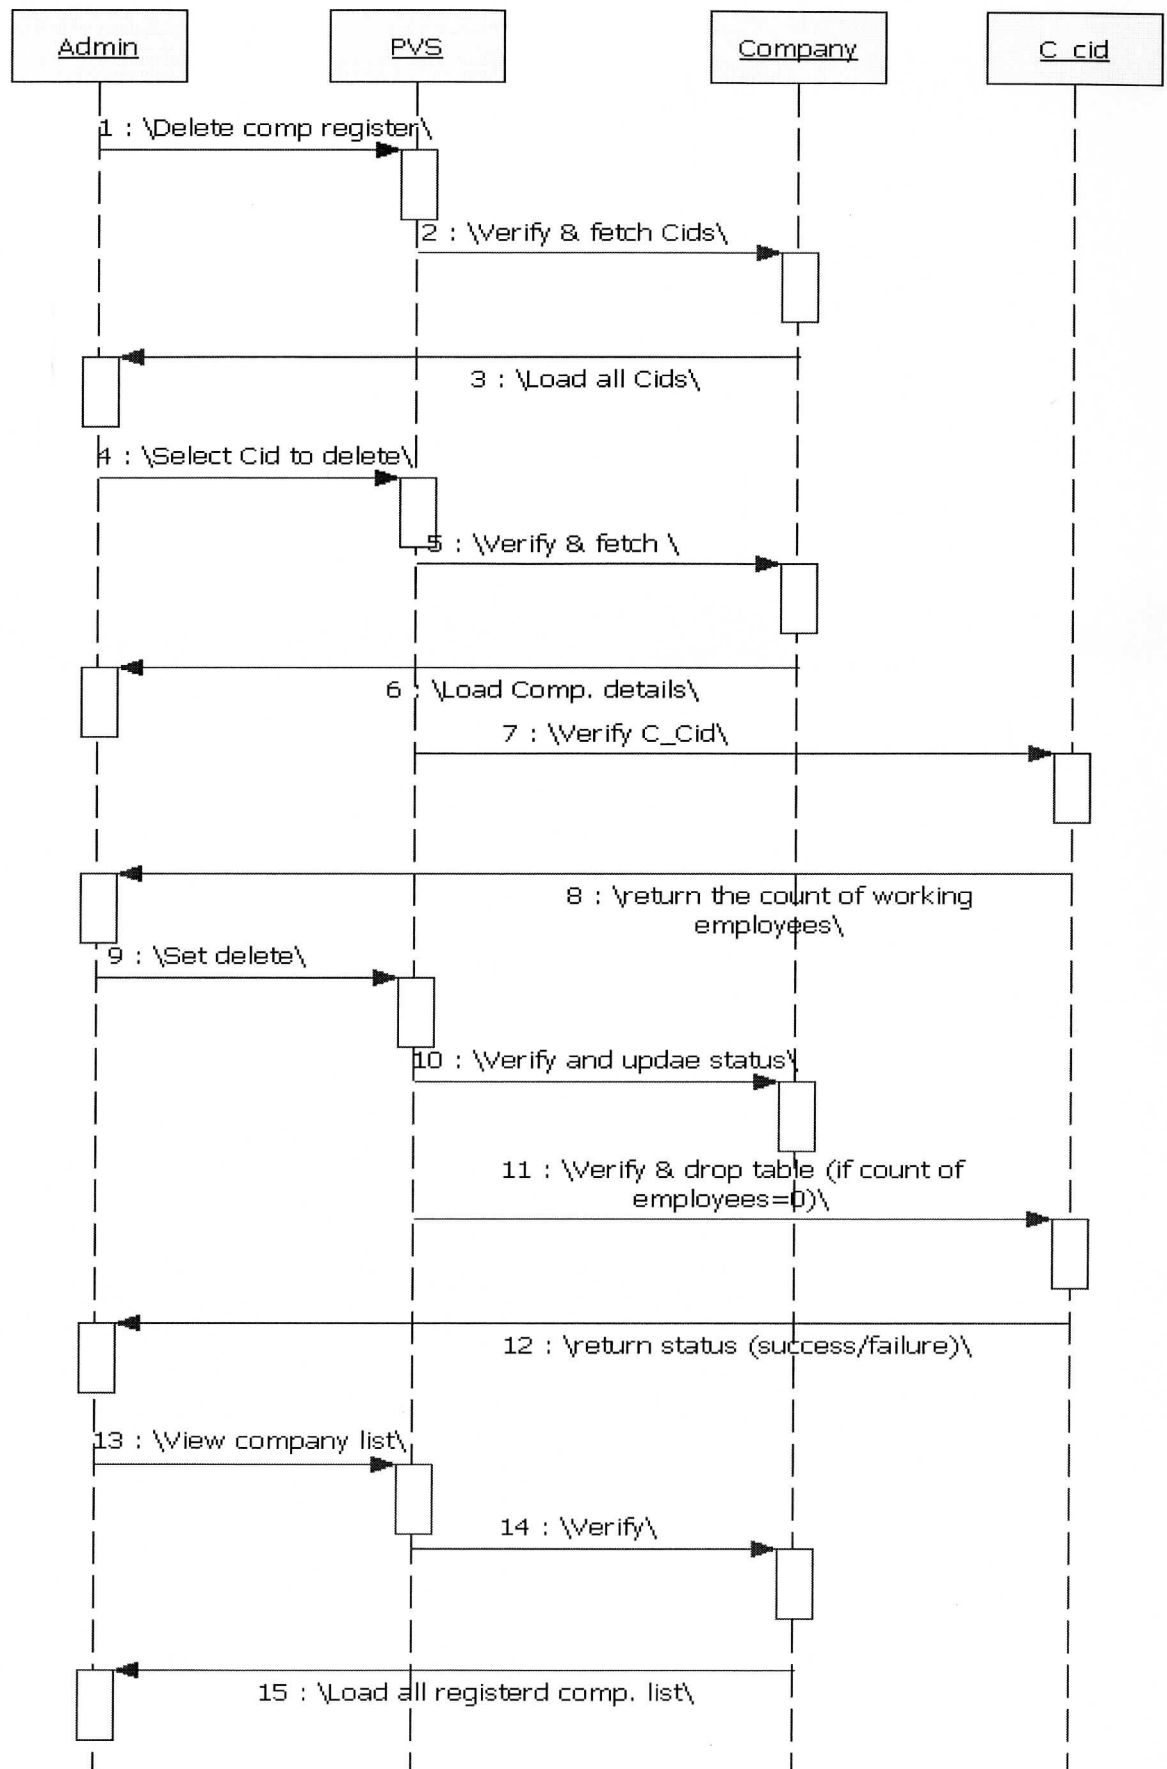 Admin
PVS
Company
C_cid
1 : \Delete comp register\
2 : \Verify & fetch Cids\
3 : \Load all Cids\
4 : \Select Cid to delete\
5 : \Verify & fetch \
6 : \Load Comp. details\
7 : \Verify C_Cid\
8 : \return the count of working
employees\
9 : \Set delete\
10 : \Verify and updae status\
11 : \Verify & drop table (if count of
employees=0)\
12 : \return status (success/failure)\
13 : \View company list\
14 : \Verify\
15 : \Load all registerd comp. list\